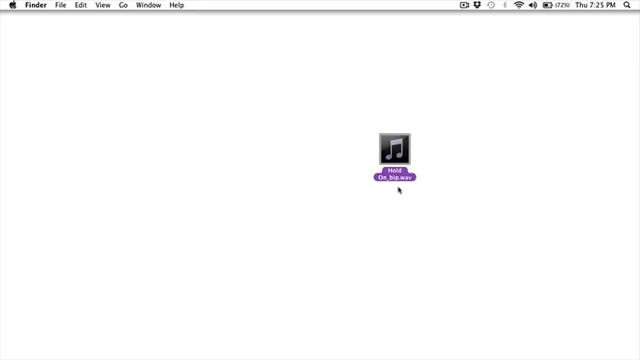 Finder File Edit View Go Window Help (72%) Thu 7:25 PM
Hold
On_bip.wav